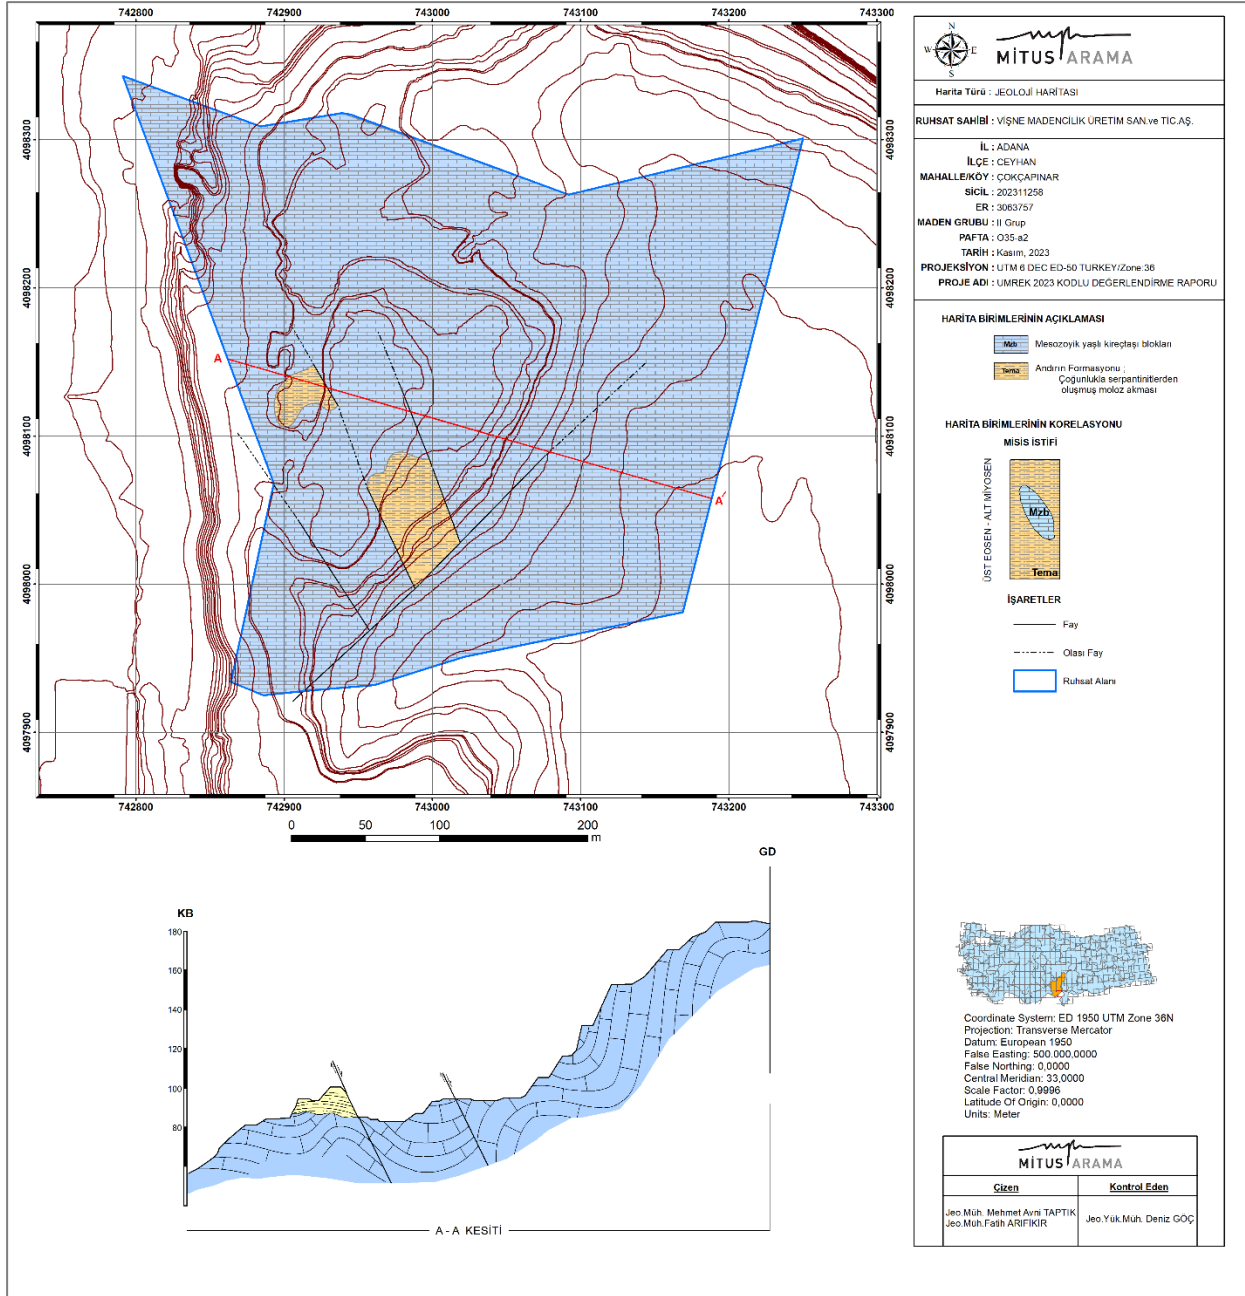 742800 742900 743000 743100 743200 743300
4098300 4098200 4098100 4098000 4097900
4098300 4098200 4098100 4098000 4097900
A
A'
742800 742900 743000 743100 743200 743300
0 50 100 200
m
GD
KB
180
160
140
120
100
80
A - A KESİTİ
N
W E
S
MİTUS ARAMA
Harita Türü : JEOLOJİ HARİTASI
RUHSAT SAHİBİ : VİŞNE MADENCİLİK ÜRETİM SAN.ve TİC.AŞ.
İL : ADANA
İLÇE : CEYHAN
MAHALLE/KÖY : ÇOKÇAPINAR
SİCİL : 202311258
ER : 3063757
MADEN GRUBU : II Grup
PAFTA : O35-a2
TARİH : Kasım, 2023
PROJEKSİYON : UTM 6 DEC ED-50 TURKEY/Zone:36
PROJE ADI : UMREK 2023 KODLU DEĞERLENDİRME RAPORU
HARİTA BİRİMLERİNİN AÇIKLAMASI
Mzb Mesozoyik yaşlı kireçtaşı blokları
Tema Andırın Formasyonu ;
Çoğunlukla serpantinitlerden
oluşmuş moloz akması
HARİTA BİRİMLERİNİN KORELASYONU
MİSİS İSTİFİ
ÜST EOSEN - ALT MİYOSEN
Mzb
Tema
İŞARETLER
Fay
Olası Fay
Ruhsat Alanı
Coordinate System: ED 1950 UTM Zone 36N
Projection: Transverse Mercator
Datum: European 1950
False Easting: 500.000,0000
False Northing: 0,0000
Central Meridian: 33,0000
Scale Factor: 0,9996
Latitude Of Origin: 0,0000
Units: Meter
MİTUS ARAMA
Çizen Kontrol Eden
Jeo.Müh. Mehmet Avni TAPTIK
Jeo.Müh.Fatih ARIFIKIR
Jeo.Yük.Müh. Deniz GÖÇ